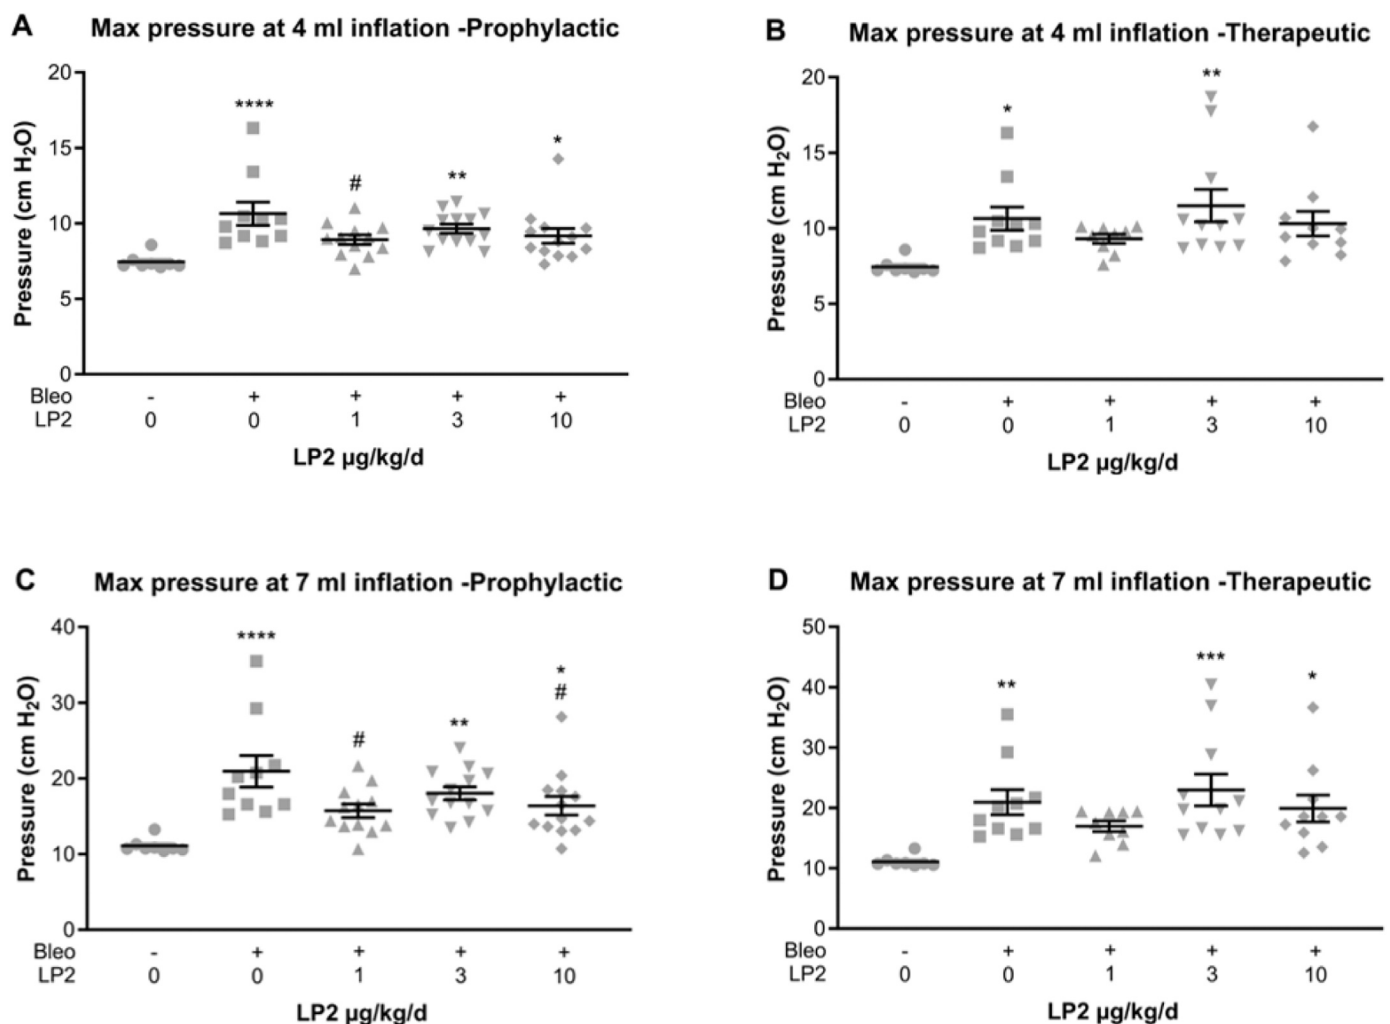 A Max pressure at 4 ml inflation -Prophylactic
****
*
**
#
20
15
10
5
0
Pressure (cm H₂O)
Bleo - + + + +
LP2 0 0 1 3 10
LP2 µg/kg/d
B Max pressure at 4 ml inflation -Therapeutic
**
*
20
15
10
5
0
Pressure (cm H₂O)
Bleo - + + + +
LP2 0 0 1 3 10
LP2 µg/kg/d
C Max pressure at 7 ml inflation -Prophylactic
****
*
#
**
#
40
30
20
10
0
Pressure (cm H₂O)
Bleo - + + + +
LP2 0 0 1 3 10
LP2 µg/kg/d
D Max pressure at 7 ml inflation -Therapeutic
***
*
**
50
40
30
20
10
0
Pressure (cm H₂O)
Bleo - + + + +
LP2 0 0 1 3 10
LP2 µg/kg/d